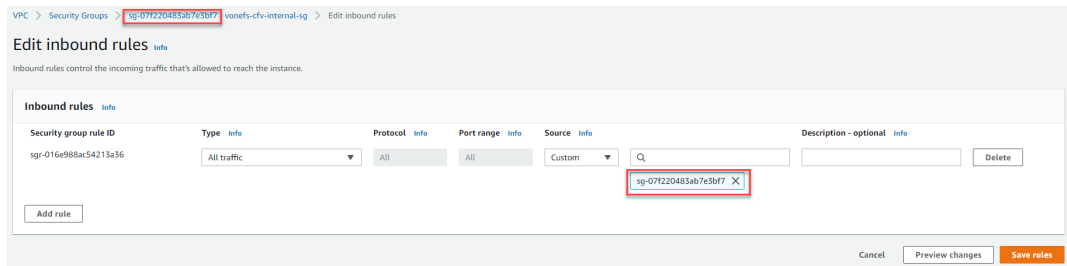 VPC > Security Groups > sg-07f220483ab7e3bf7 - vonefs-cfv-internal-sg > Edit inbound rules
Edit inbound rules Info
Inbound rules control the incoming traffic that's allowed to reach the instance.
Inbound rules Info
Security group rule ID Type Info Protocol Info Port range Info Source Info Description - optional Info
sgr-016e988ac54213a36 All traffic All All Custom Delete
sg-07f220483ab7e3bf7
Add rule
Cancel Preview changes Save rules